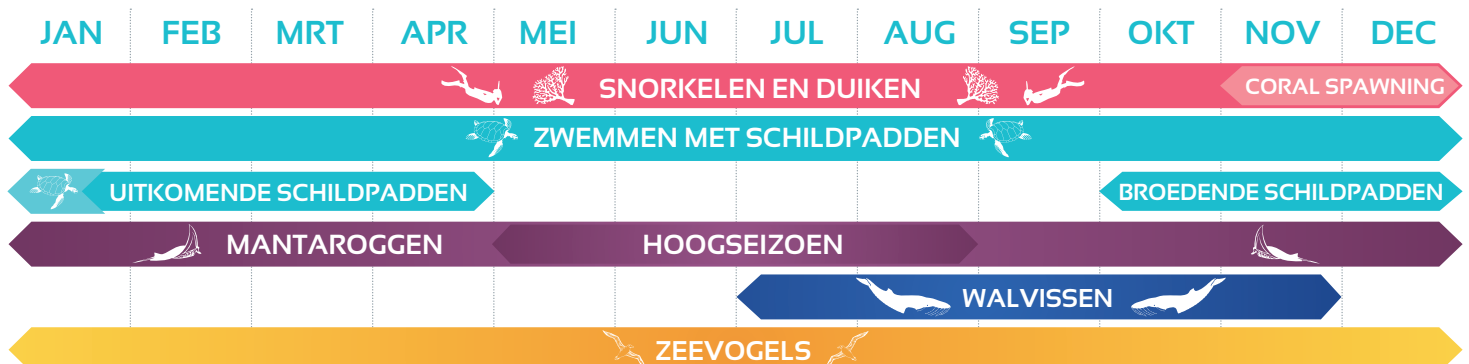 JAN FEB MRT APR MEI JUN JUL AUG SEP OKT NOV DEC
SNORKELEN EN DUIKEN CORAL SPAWNING
ZWEMMEN MET SCHILDPADDEN
UITKOMENDE SCHILDPADDEN BROEDENDE SCHILDPADDEN
MANTAROGGEN HOOGSEIZOEN
WALVISSEN
ZEEVOGELS